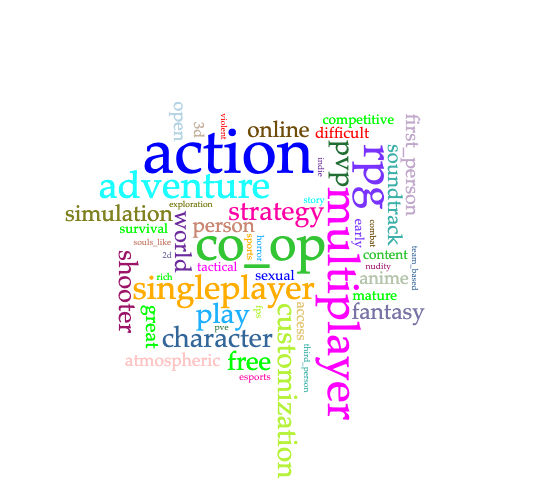 open
3d
violent
online
competitive
difficult
first_person
action
indie
pvp
rpg
soundtrack
adventure
exploration
story
simulation
world
person
strategy
survival
souls_like
2d
co_op
sports
horror
multiplayer
early
combat
content
team_based
nudity
tactical
shooter
rich
sexual
anime
singleplayer
mature
great
play
pve
fps
customization
access
fantasy
character
third_person
atmospheric
free
esports